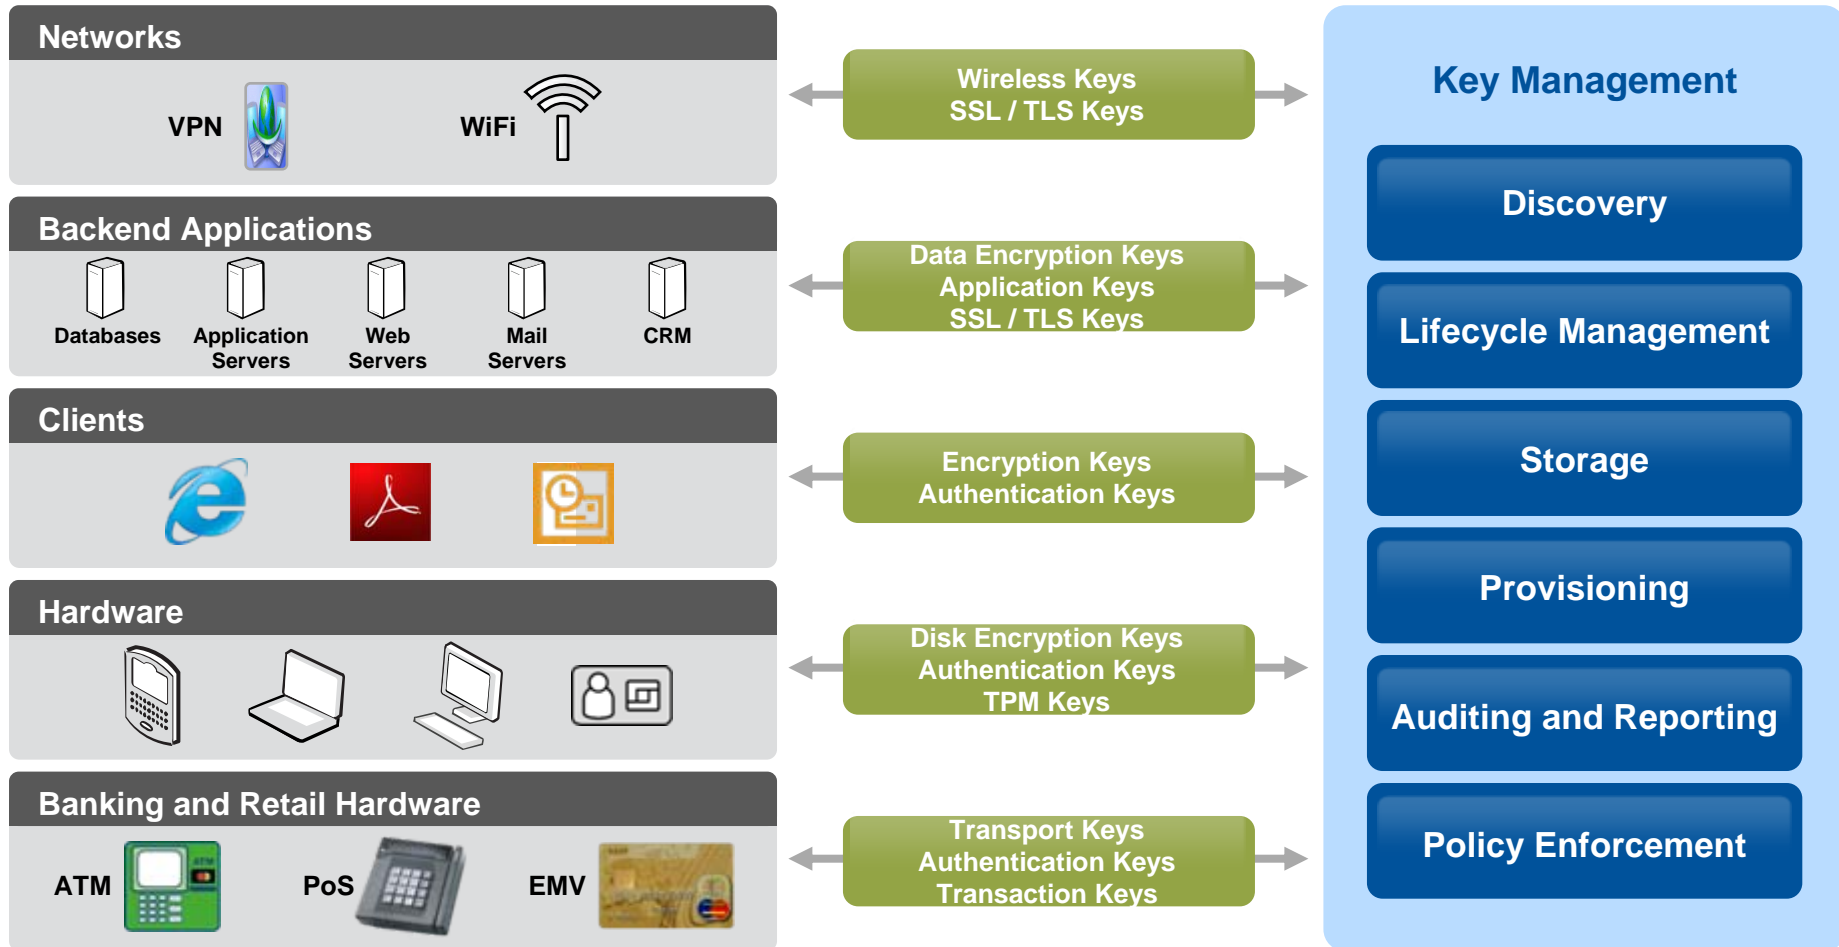 Networks
VPN
WiFi
Wireless Keys
SSL / TLS Keys
Backend Applications
Databases
Application
Servers
Web
Servers
Mail
Servers
CRM
Data Encryption Keys
Application Keys
SSL / TLS Keys
Clients
Encryption Keys
Authentication Keys
Hardware
Disk Encryption Keys
Authentication Keys
TPM Keys
Banking and Retail Hardware
ATM
ATM
PoS
EMV
Transport Keys
Authentication Keys
Transaction Keys
Key Management
Discovery
Lifecycle Management
Storage
Provisioning
Auditing and Reporting
Policy Enforcement